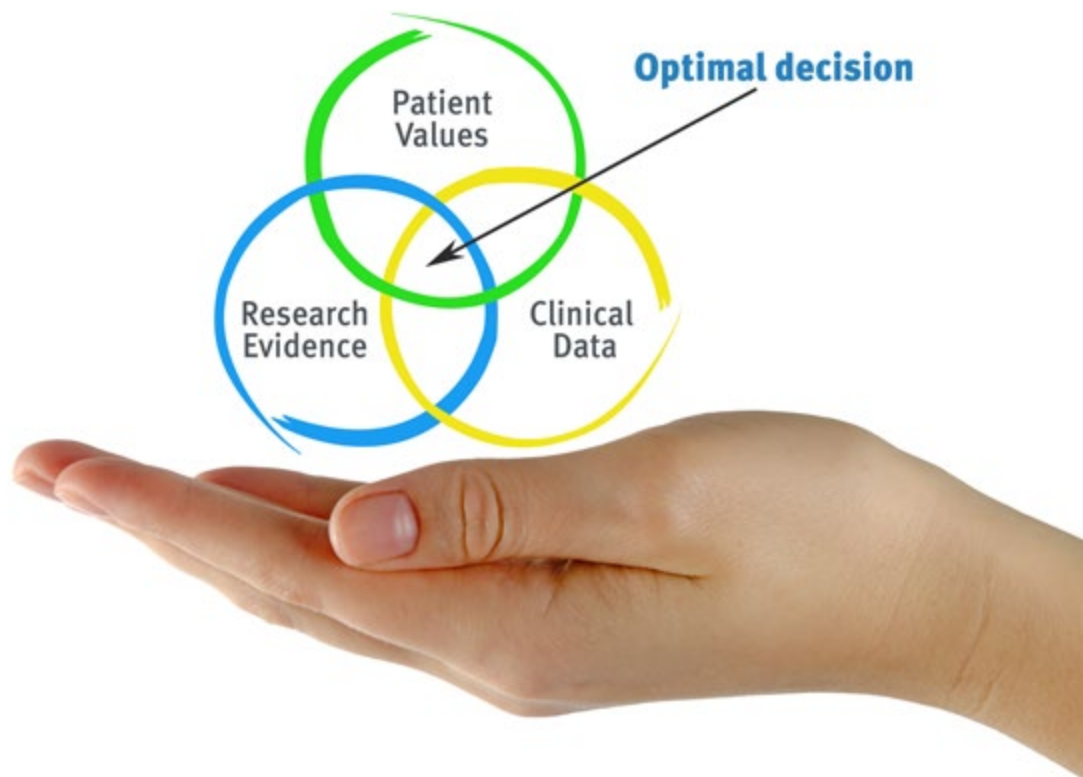 Optimal decision
Patient
Values
Research
Evidence
Clinical
Data